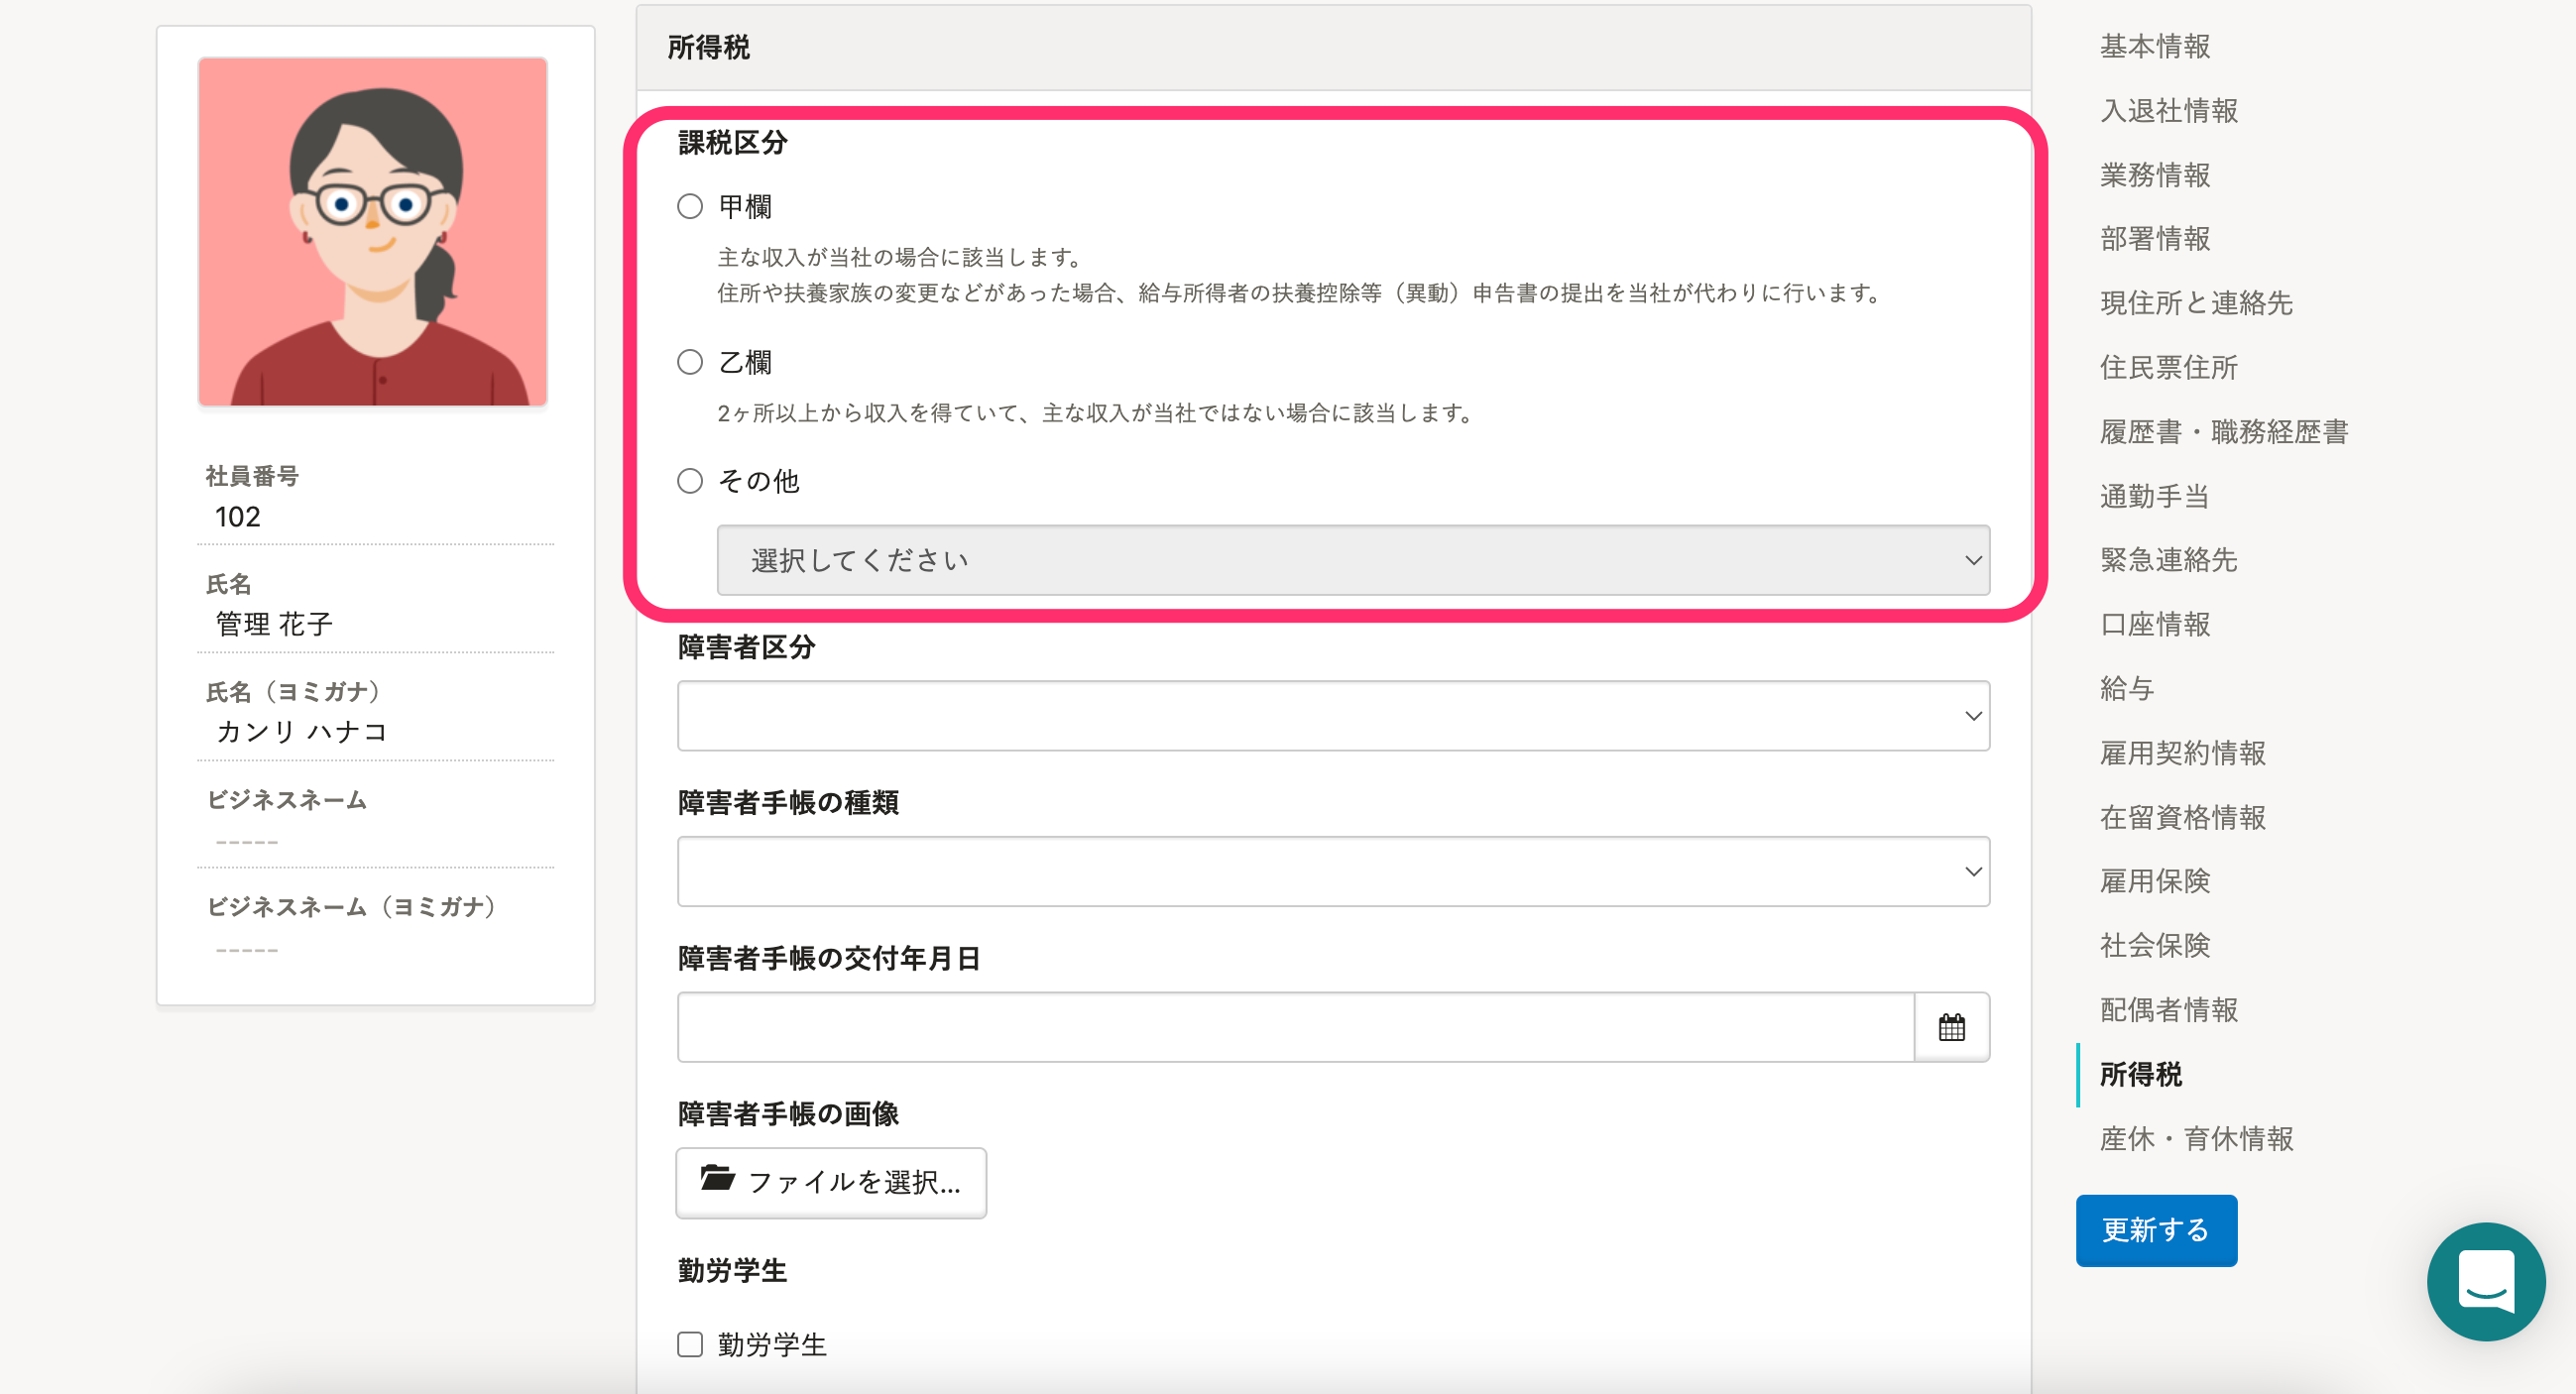 社員番号
102
氏名
管理 花子
氏名（ヨミガナ）
カンリ ハナコ
ビジネスネーム
-----
ビジネスネーム（ヨミガナ）
-----
所得税
課税区分
甲欄
主な収入が当社の場合に該当します。
住所や扶養家族の変更などがあった場合、給与所得者の扶養控除等（異動）申告書の提出を当社が代わりに行います。
乙欄
2ヶ所以上から収入を得ていて、主な収入が当社ではない場合に該当します。
その他
選択してください
障害者区分
障害者手帳の種類
障害者手帳の交付年月日
障害者手帳の画像
ファイルを選択...
勤労学生
勤労学生
基本情報
入退社情報
業務情報
部署情報
現住所と連絡先
住民票住所
履歴書・職務経歴書
通勤手当
緊急連絡先
口座情報
給与
雇用契約情報
在留資格情報
雇用保険
社会保険
配偶者情報
所得税
産休・育休情報
更新する